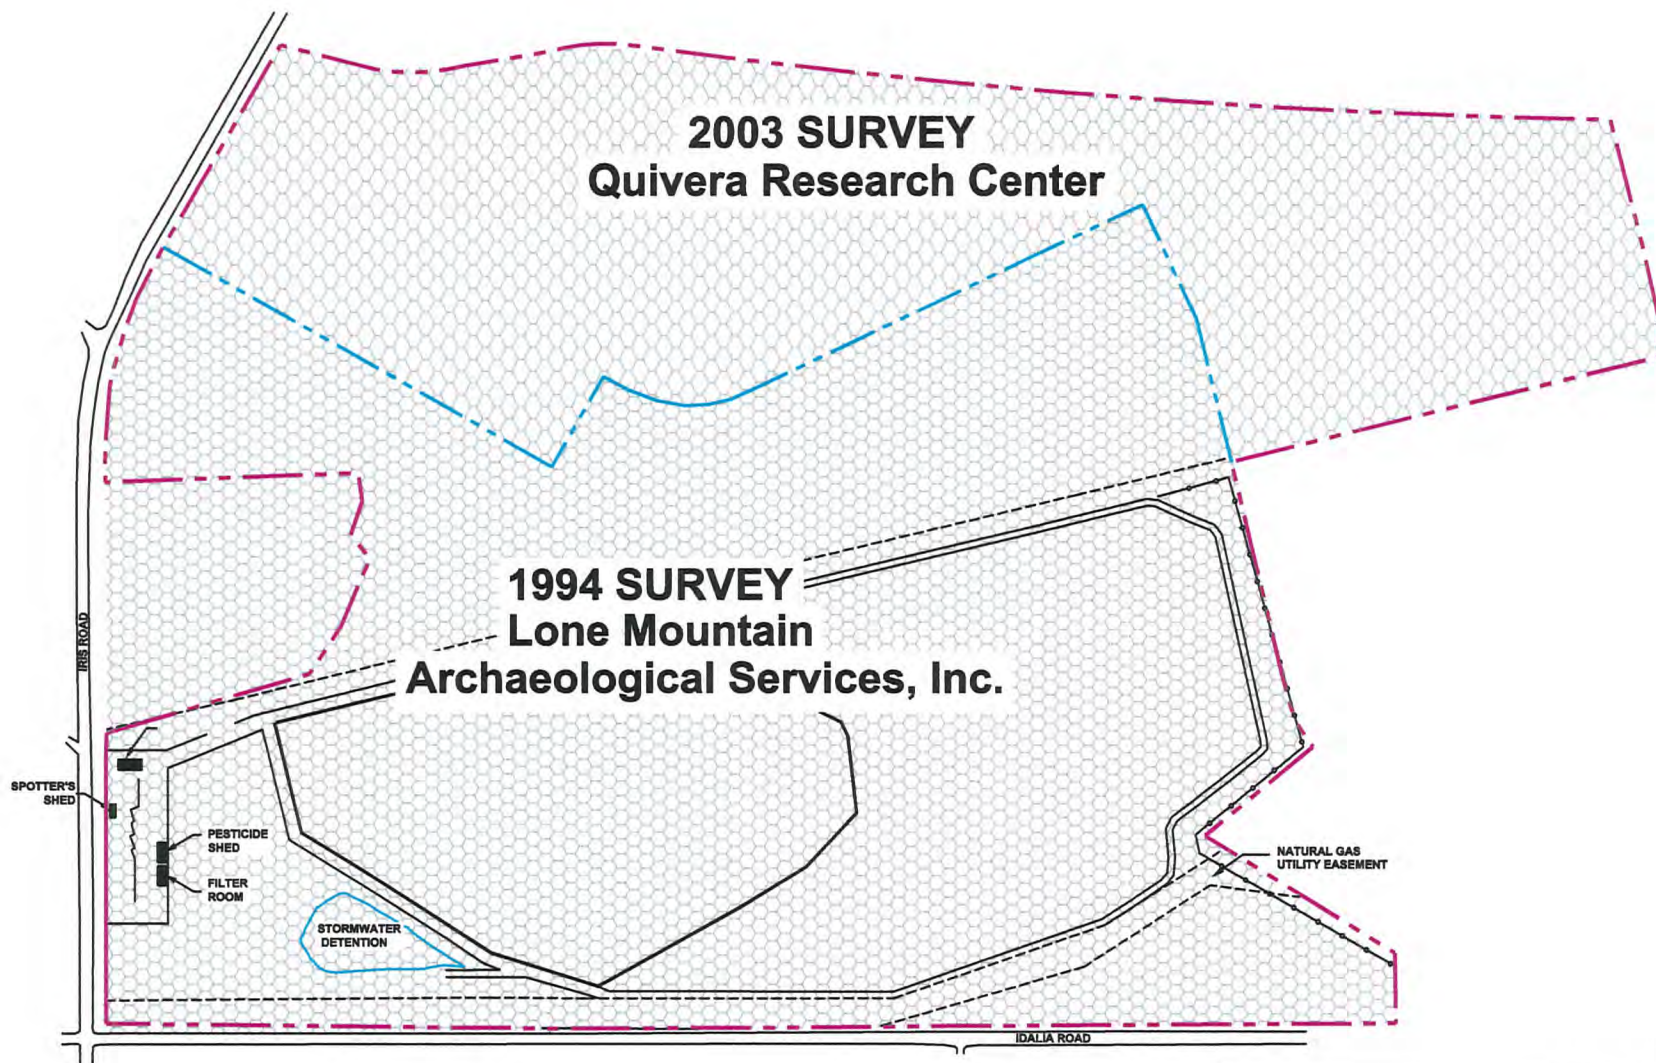 2003 SURVEY
Quivera Research Center
1994 SURVEY
Lone Mountain
Archaeological Services, Inc.
IRIS ROAD
SPOTTER'S
SHED
PESTICIDE
SHED
FILTER
ROOM
STORMWATER
DETENTION
NATURAL GAS
UTILITY EASEMENT
IDALIA ROAD